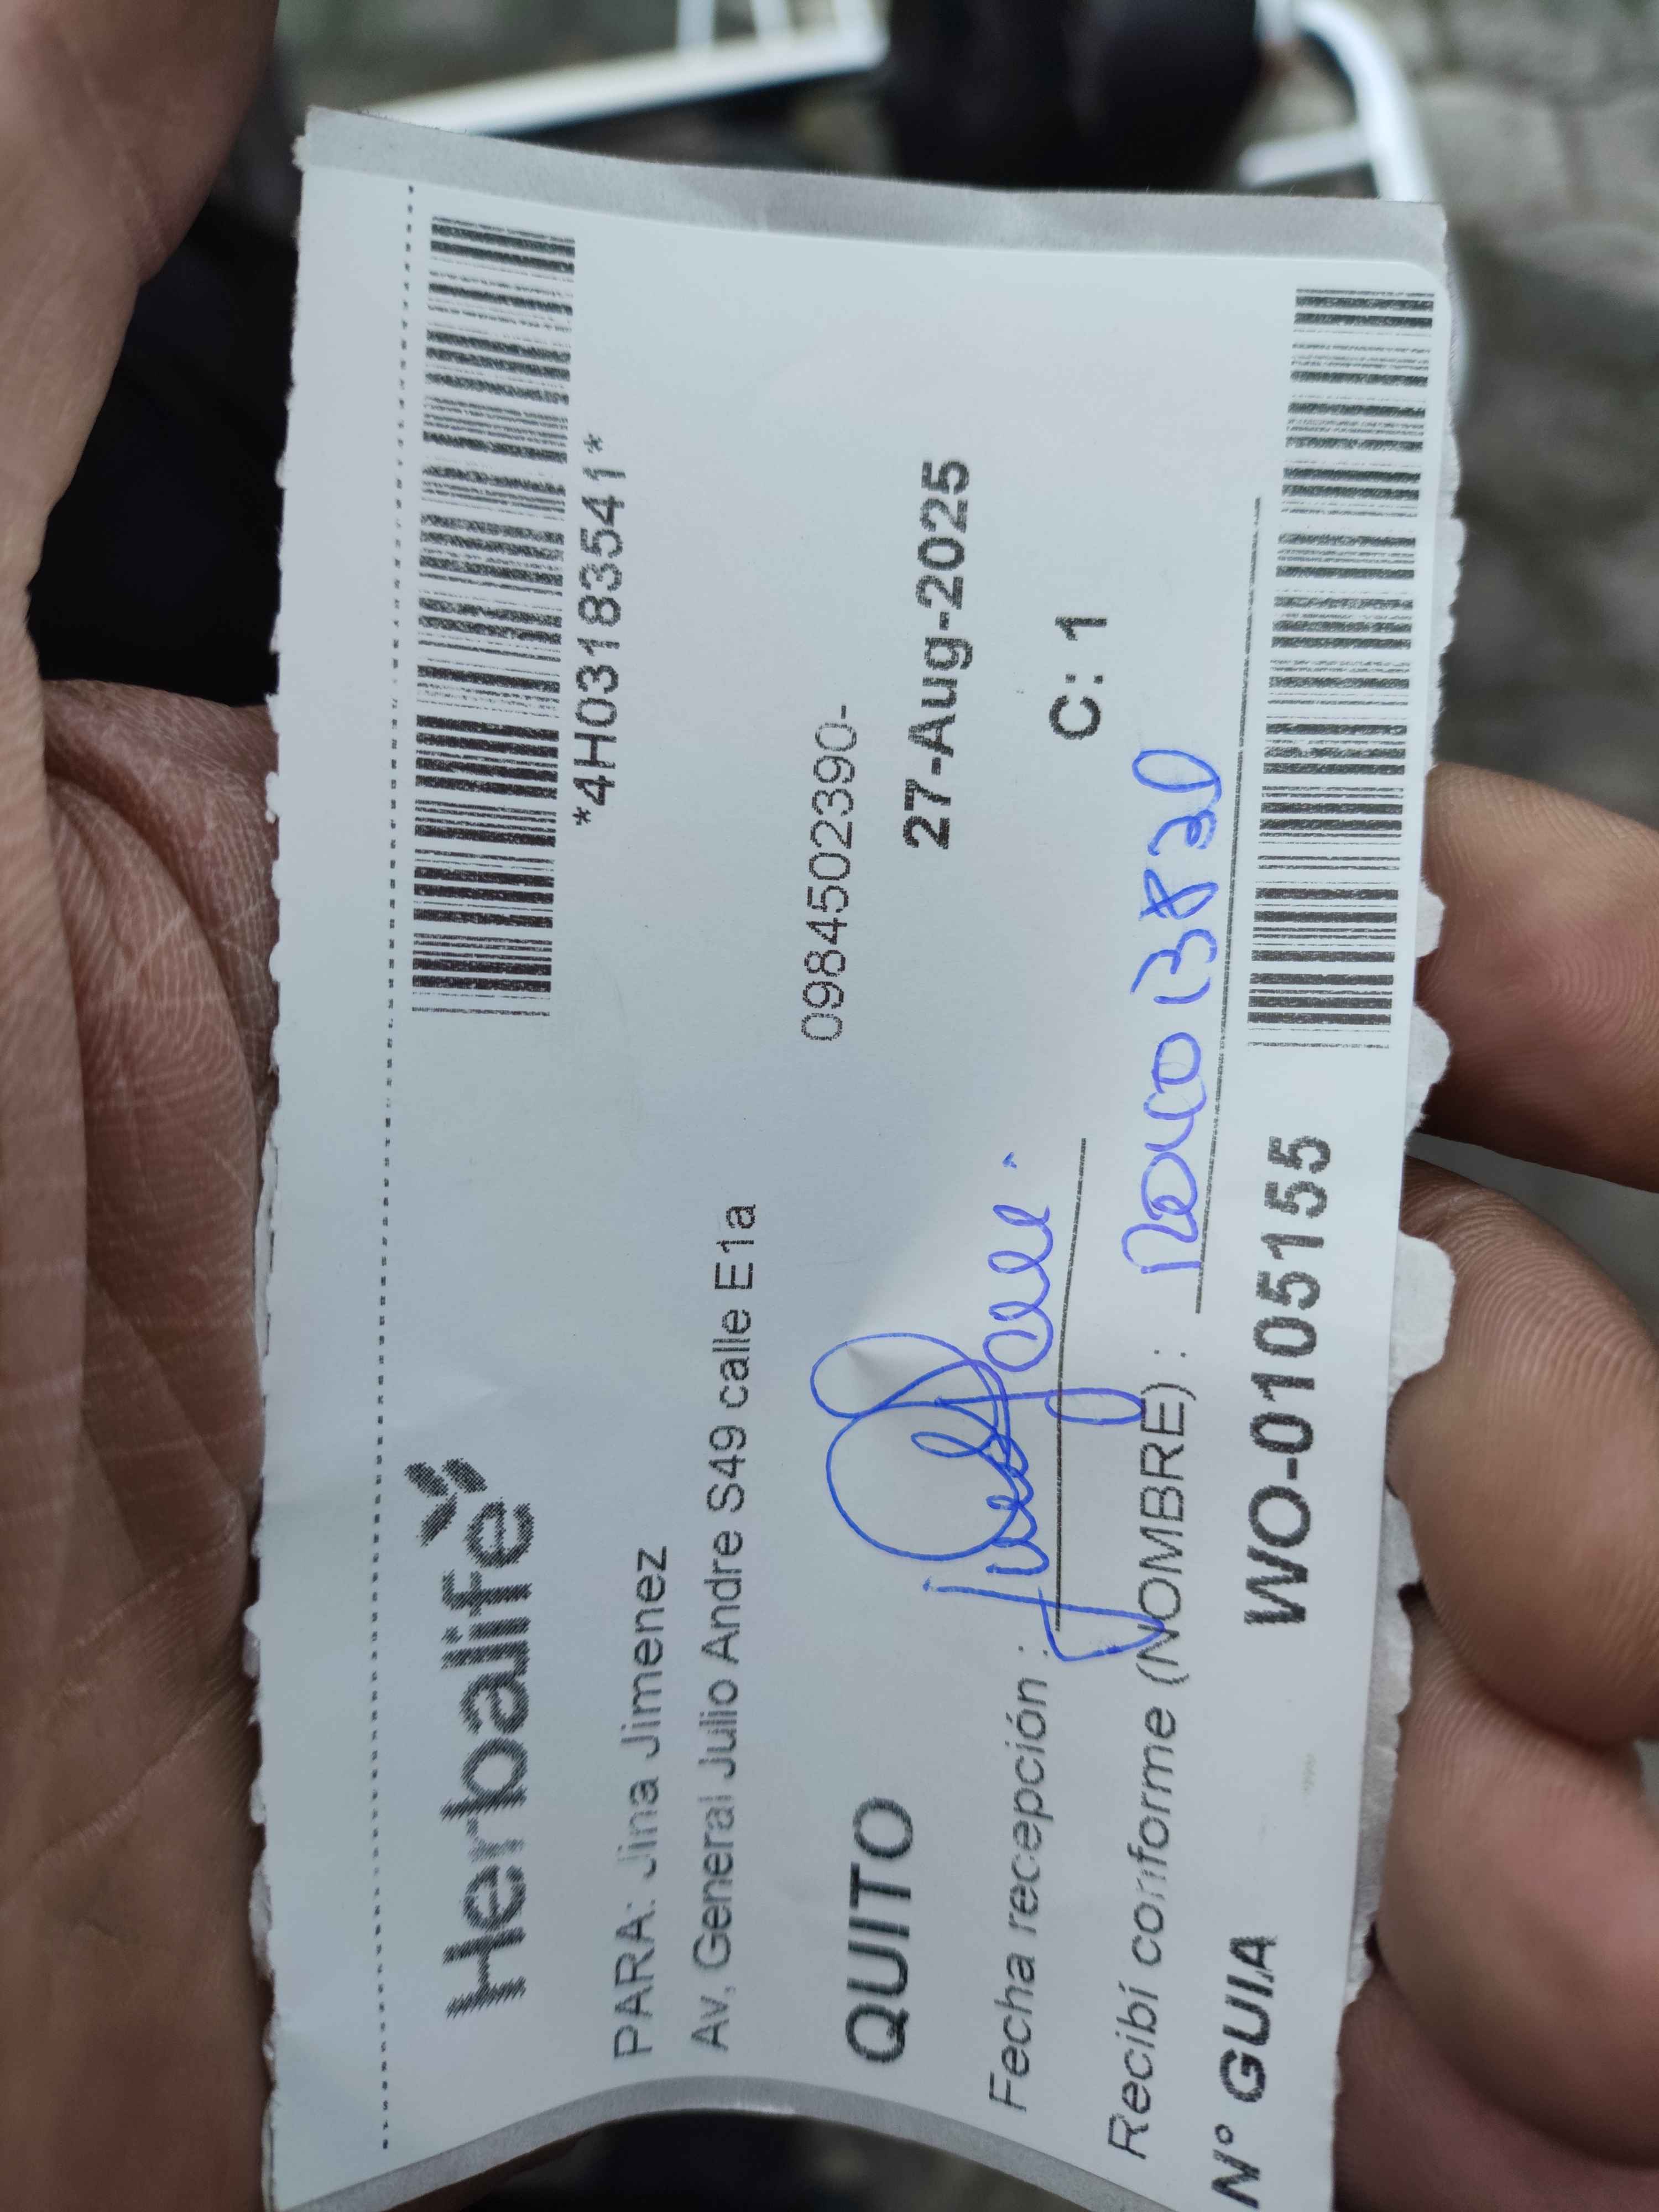 Herbalife
*4H03183541*
PARA: Jina Jimenez
Av. General Julio Andre S49 calle E1a
0984502390-
QUITO
27-Aug-2025
Fecha recepción :
C: 1
Recibí conforme (NOMBRE) :
N° GUIA WO-0105155